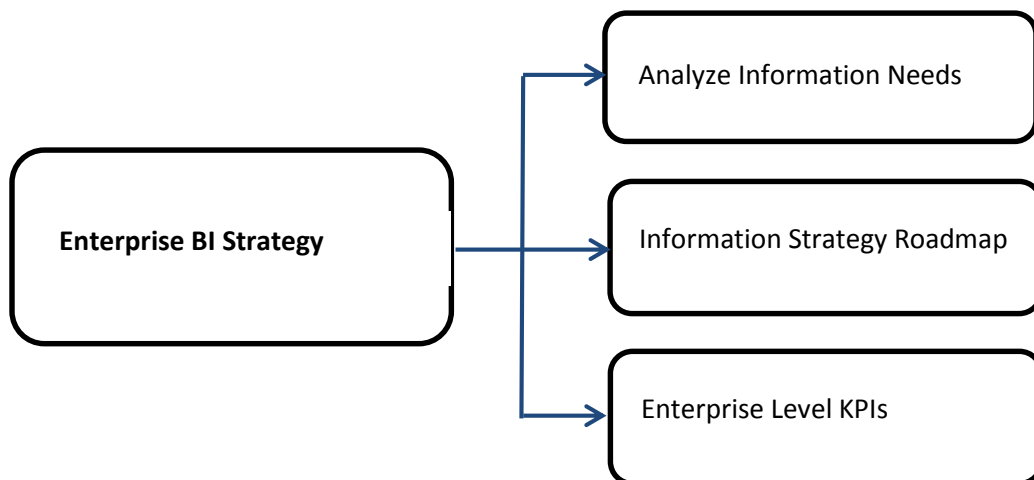 Enterprise BI Strategy
Analyze Information Needs
Information Strategy Roadmap
Enterprise Level KPIs